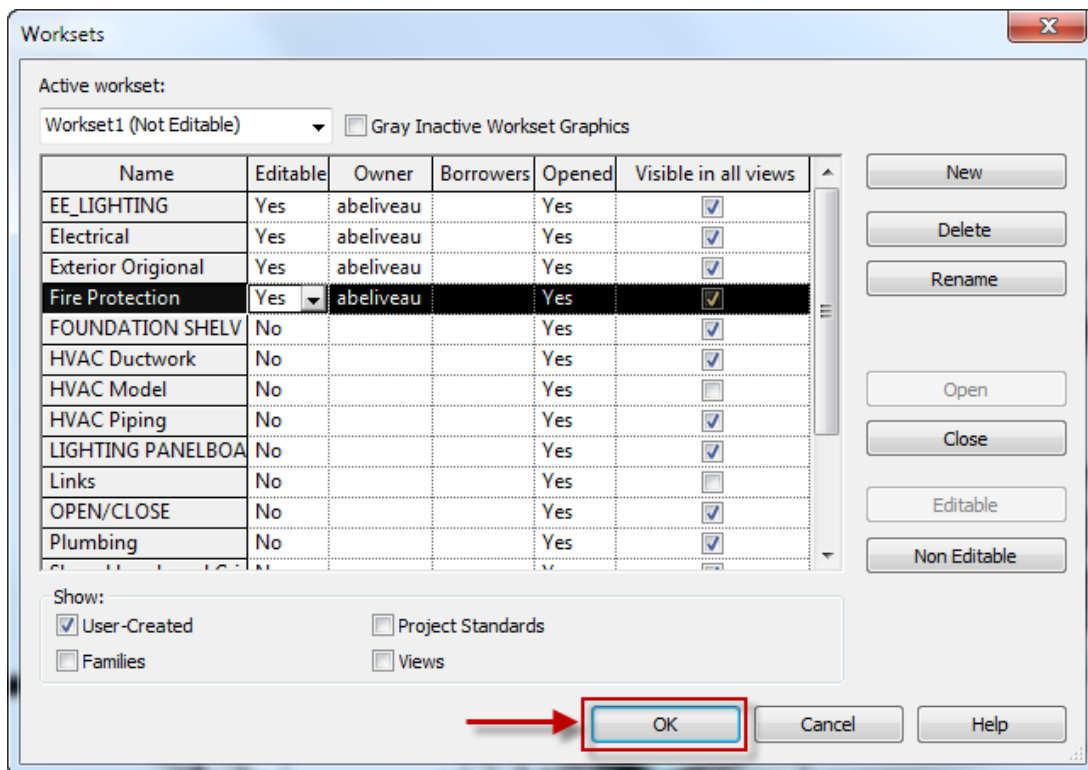 Worksets
Active workset:
Workset1 (Not Editable) Gray Inactive Workset Graphics
Name Editable Owner Borrowers Opened Visible in all views New
EE_LIGHTING Yes abeliveau Yes
Electrical Yes abeliveau Yes Delete
Exterior Origional Yes abeliveau Yes
Fire Protection Yes abeliveau Yes Rename
FOUNDATION SHELV No Yes
HVAC Ductwork No Yes
HVAC Model No Yes Open
HVAC Piping No Yes
LIGHTING PANELBOA No Yes Close
Links No Yes
OPEN/CLOSE No Yes Editable
Plumbing No Yes Non Editable
Show:
User-Created Project Standards
Families Views
OK Cancel Help